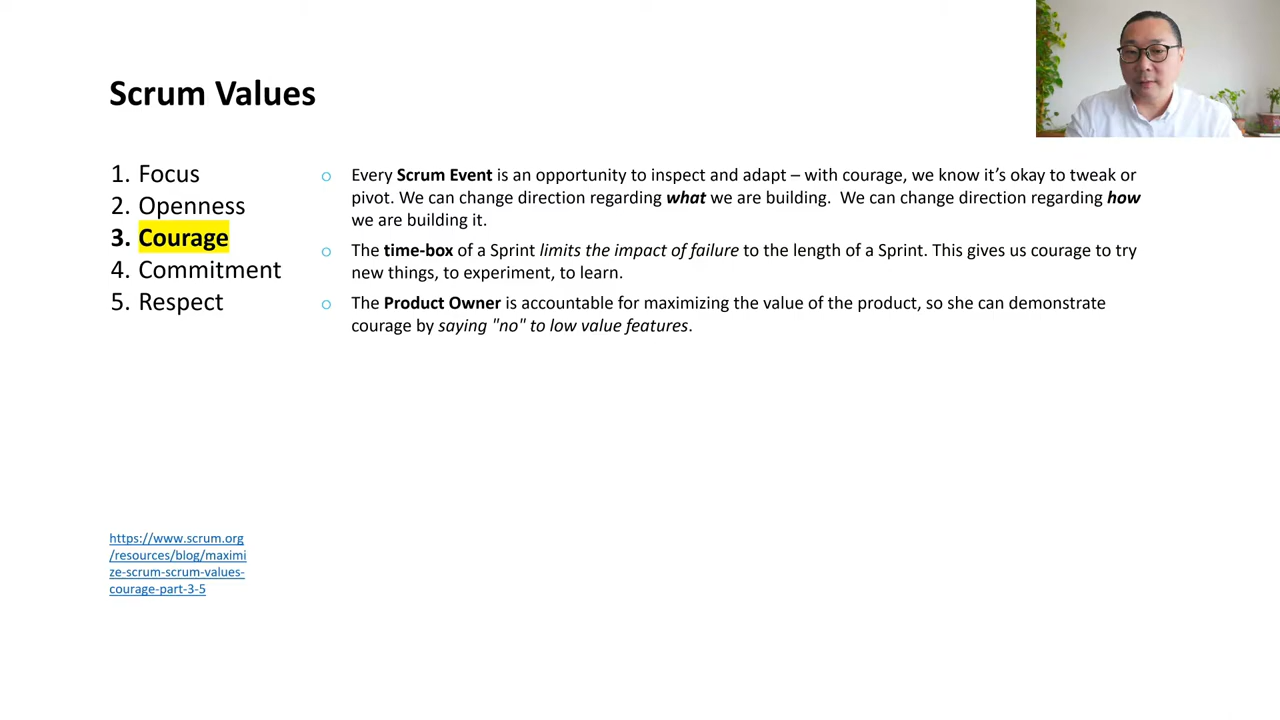 Scrum Values
1. Focus
2. Openness
3. Courage
4. Commitment
5. Respect
o Every Scrum Event is an opportunity to inspect and adapt – with courage, we know it’s okay to tweak or
pivot. We can change direction regarding what we are building.  We can change direction regarding how
we are building it.
o The time-box of a Sprint limits the impact of failure to the length of a Sprint. This gives us courage to try
new things, to experiment, to learn.
o The Product Owner is accountable for maximizing the value of the product, so she can demonstrate
courage by saying "no" to low value features.
https://www.scrum.org
/resources/blog/maximi
ze-scrum-scrum-values-
courage-part-3-5